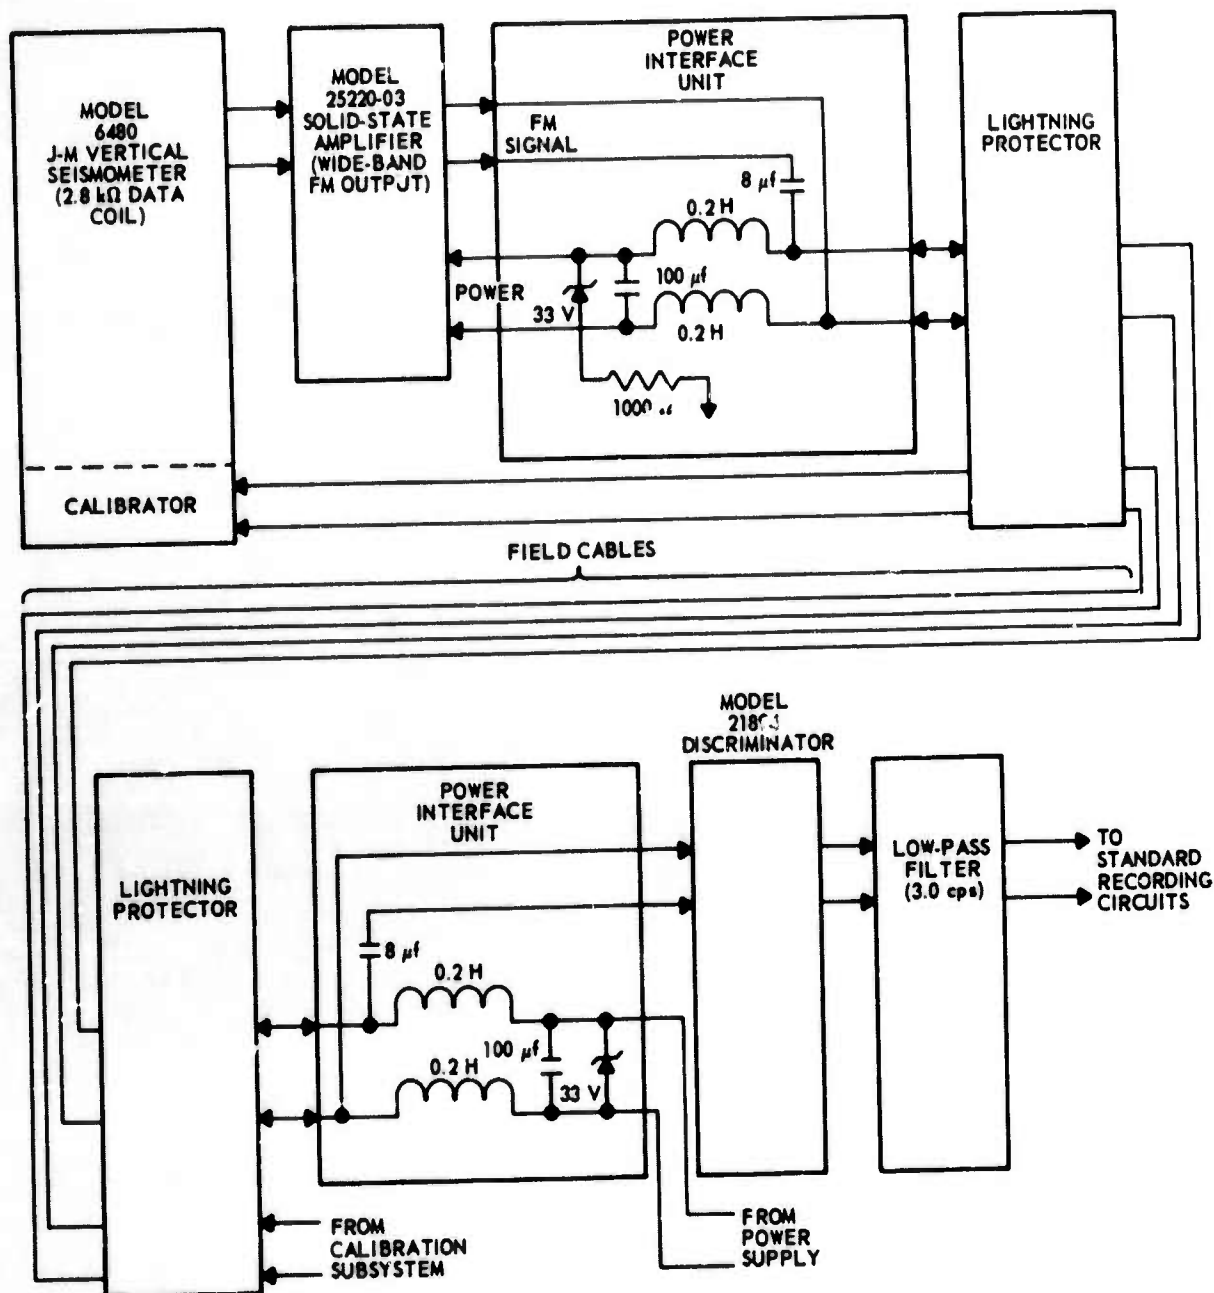 MODEL
6480
J-M VERTICAL
SEISMOMETER
(2.8 kΩ DATA
COIL)
CALIBRATOR
MODEL
25220-03
SOLID-STATE
AMPLIFIER
(WIDE-BAND
FM OUTPUT)
POWER
INTERFACE
UNIT
FM
SIGNAL
8 μf
0.2 H
100 μf
POWER
33 V
0.2 H
LIGHTNING
PROTECTOR
FIELD CABLES
LIGHTNING
PROTECTOR
POWER
INTERFACE
UNIT
8 μf
0.2 H
100 μf
0.2 H
33 V
MODEL
DISCRIMINATOR
LOW-PASS
FILTER
(3.0 cps)
TO
STANDARD
RECORDING
CIRCUITS
FROM
CALIBRATION
SUBSYSTEM
FROM
POWER
SUPPLY